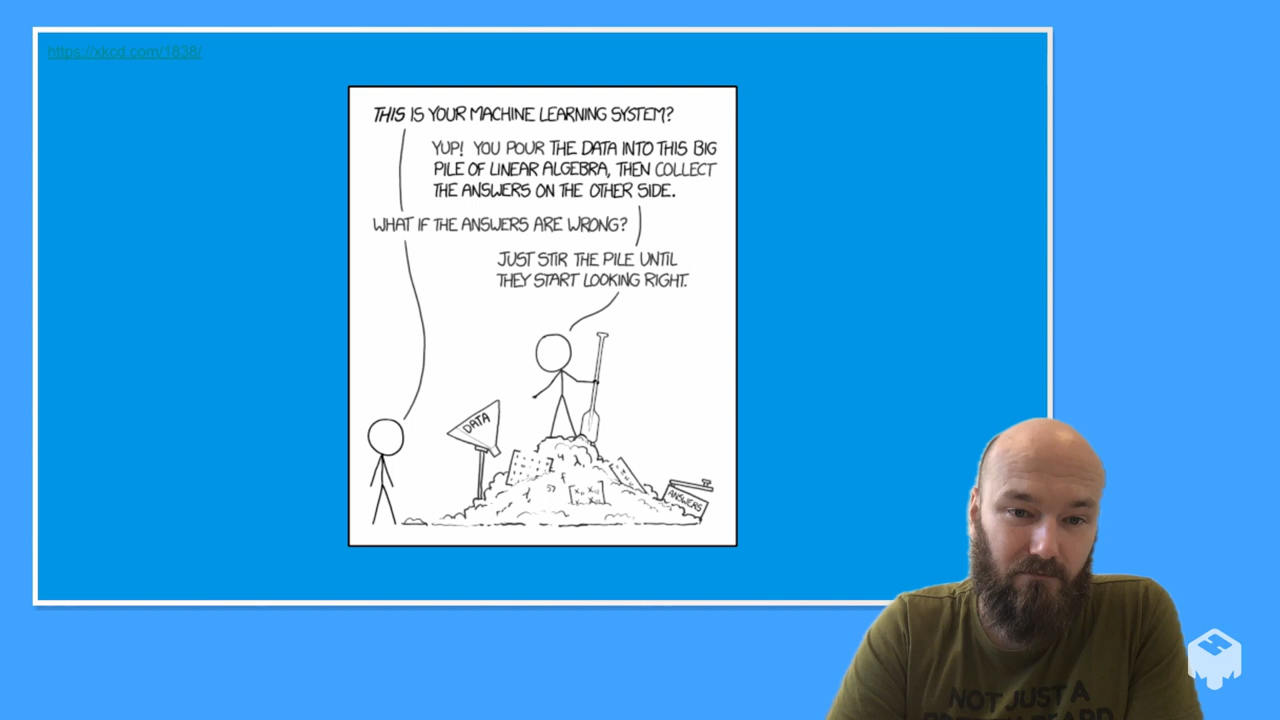 https://xkcd.com/1838/
THIS IS YOUR MACHINE LEARNING SYSTEM?
YUP! YOU POUR THE DATA INTO THIS BIG
PILE OF LINEAR ALGEBRA, THEN COLLECT
THE ANSWERS ON THE OTHER SIDE.
WHAT IF THE ANSWERS ARE WRONG?
JUST STIR THE PILE UNTIL
THEY START LOOKING RIGHT.
DATA
ANSWERS
NOT JUST A